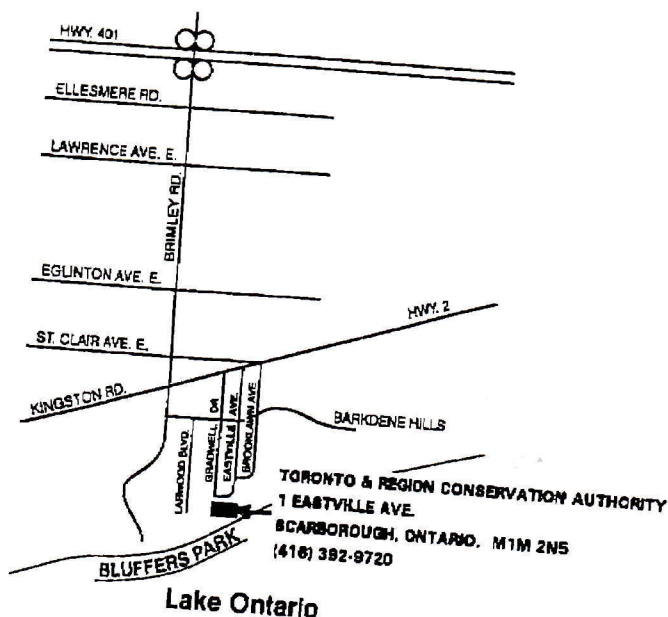 HWY. 401
ELLESMERE RD.
LAWRENCE AVE. E.
BRIMLEY RD.
EGLINTON AVE. E.
HWY. 2
ST. CLAIR AVE. E.
KINGSTON RD.
BARKDENE HILLS
LARWOOD BLVD.
GRADWELL DR
EASTVILLE AVE.
BROOKLAWN AVE.
TORONTO & REGION CONSERVATION AUTHORITY
1 EASTVILLE AVE.
SCARBOROUGH, ONTARIO, M1M 2N5
(416) 392-9720
BLUFFERS PARK
Lake Ontario